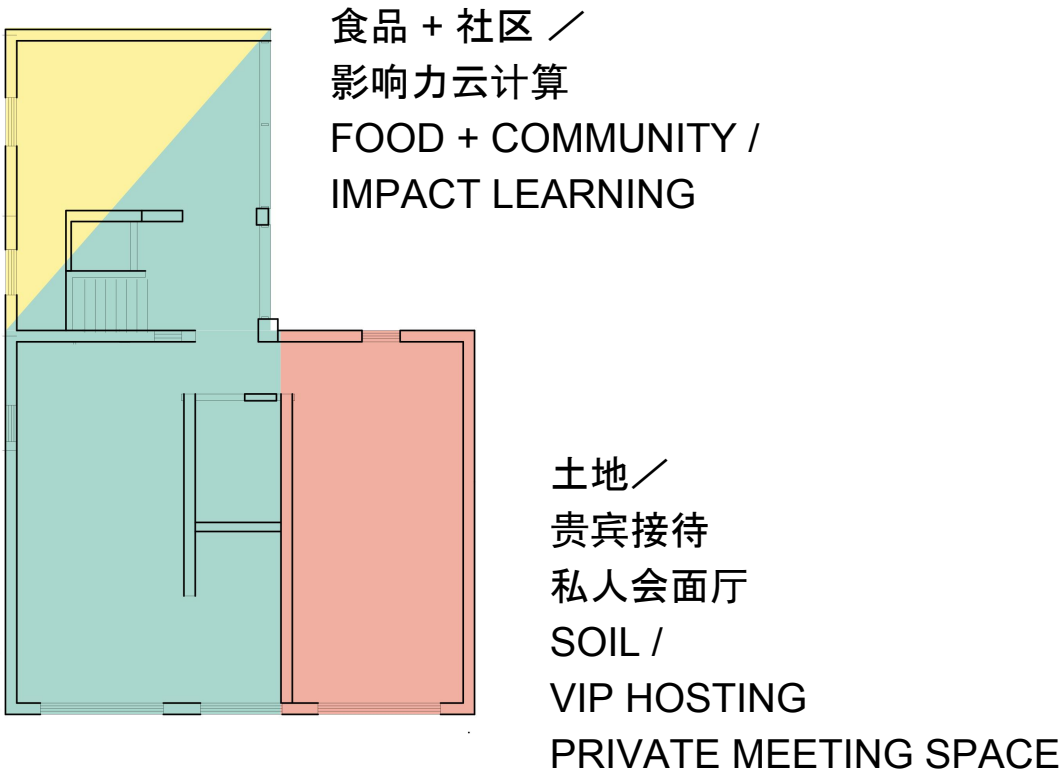 食品 + 社区 ／
影响力云计算
FOOD + COMMUNITY /
IMPACT LEARNING
土地／
贵宾接待
私人会面厅
SOIL /
VIP HOSTING
PRIVATE MEETING SPACE